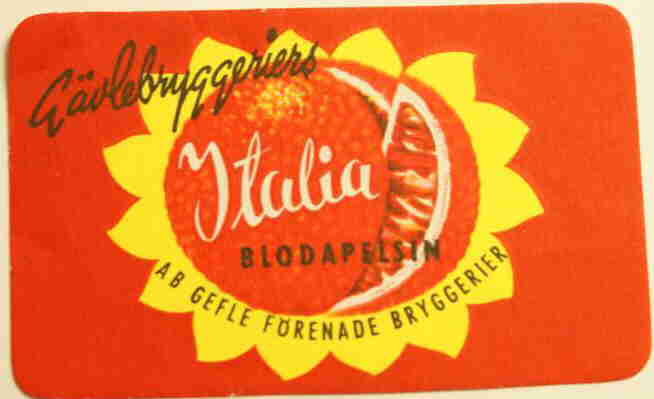 Gävlebryggeriers
Italia
BLODAPELSIN
AB GEFLE FÖRENADE BRYGGERIER